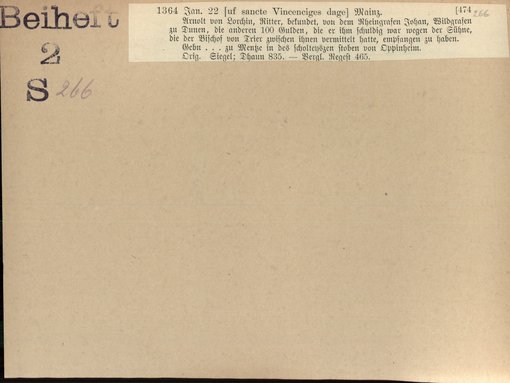 Beiheft
2
S 266
1364 Jan. 22 [uf sancte Vincenciges dage] Mainz. [474 266
Arnolt von Lorchin, Ritter, bekundet, von dem Rheingrafen Johan, Wildgrafen
zu Dunen, die anderen 100 Gulden, die er ihm schuldig war wegen der Sühne,
die der Bischof von Trier zwischen ihnen vermittelt hatte, empfangen zu haben.
Gebn . . . zu Mentze in des scholteyszen stoben von Oppinheim.
Orig. Siegel; Dhaun 835. — Vergl. Regest 465.